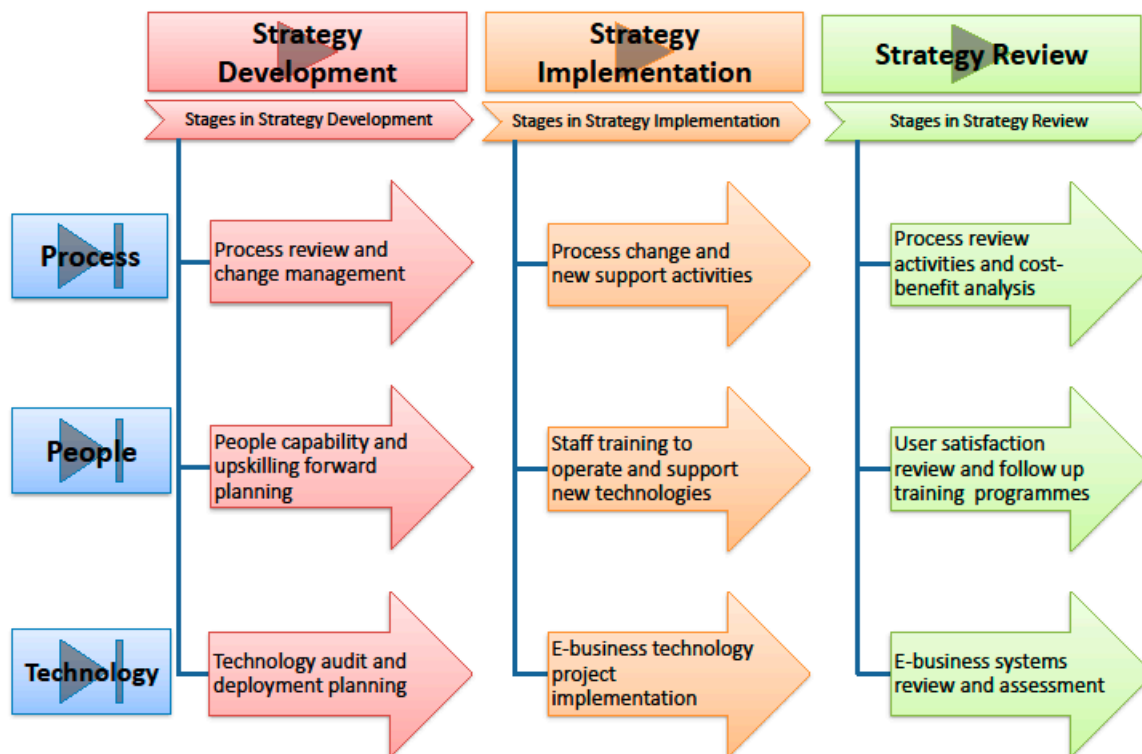 Strategy
Development
Strategy
Implementation
Strategy Review
Stages in Strategy Development
Stages in Strategy Implementation
Stages in Strategy Review
Process
Process review and
change management
Process change and
new support activities
Process review
activities and cost-
benefit analysis
People
People capability and
upskilling forward
planning
Staff training to
operate and support
new technologies
User satisfaction
review and follow up
training programmes
Technology
Technology audit and
deployment planning
E-business technology
project
implementation
E-business systems
review and assessment